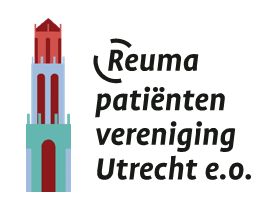 Reuma
patiënten
vereniging
Utrecht e.o.